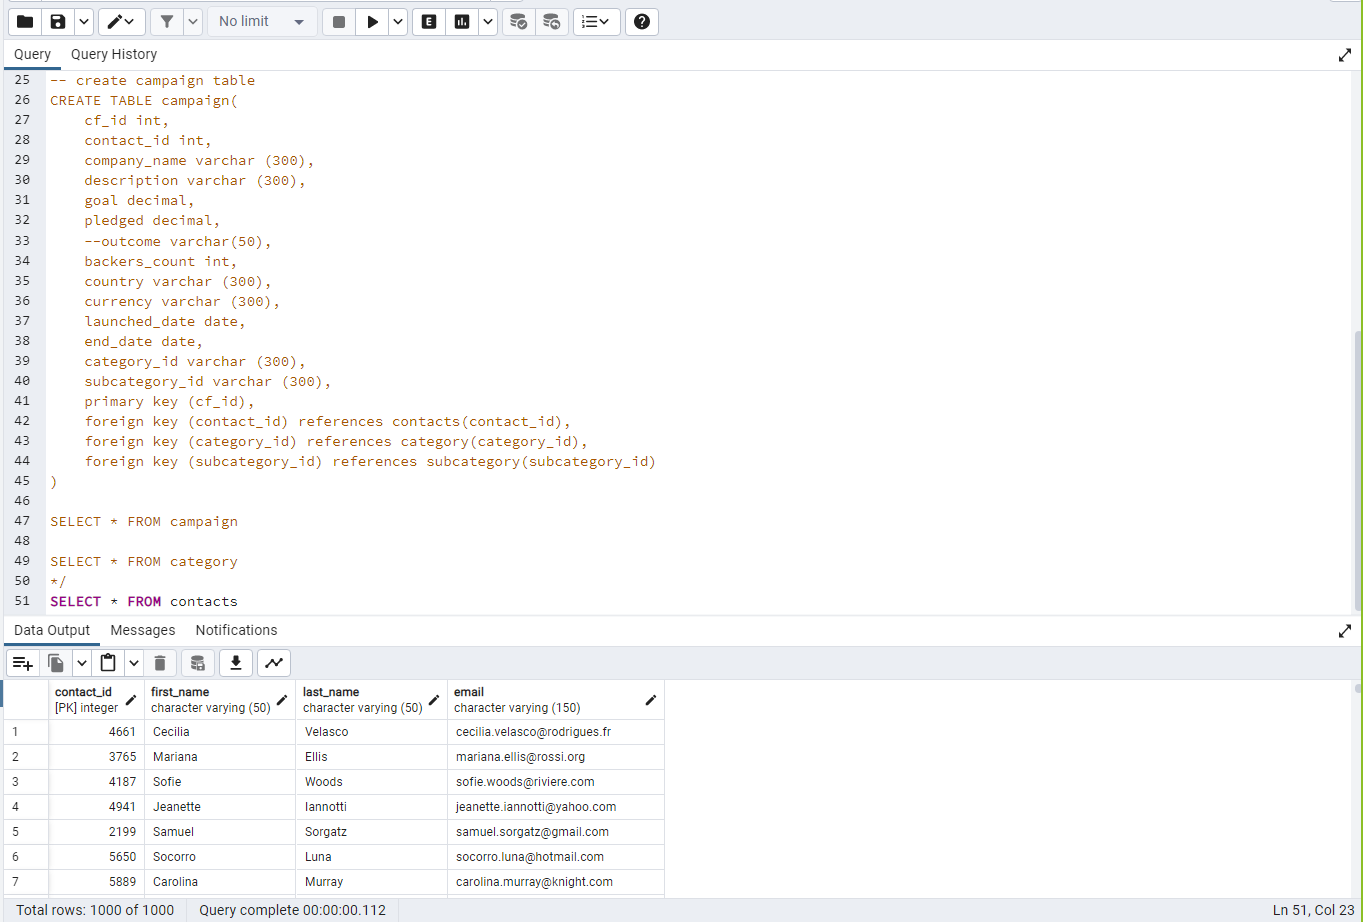 No limit
E
Query Query History
25 -- create campaign table
26 CREATE TABLE campaign(
27 cf_id int,
28 contact_id int,
29 company_name varchar (300),
30 description varchar (300),
31 goal decimal,
32 pledged decimal,
33 --outcome varchar(50),
34 backers_count int,
35 country varchar (300),
36 currency varchar (300),
37 launched_date date,
38 end_date date,
39 category_id varchar (300),
40 subcategory_id varchar (300),
41 primary key (cf_id),
42 foreign key (contact_id) references contacts(contact_id),
43 foreign key (category_id) references category(category_id),
44 foreign key (subcategory_id) references subcategory(subcategory_id)
45 )
46
47 SELECT * FROM campaign
48
49 SELECT * FROM category
50 */
51 SELECT * FROM contacts
Data Output Messages Notifications
contact_id first_name last_name email
[PK] integer character varying (50) character varying (50) character varying (150)
1 4661 Cecilia Velasco cecilia.velasco@rodrigues.fr
2 3765 Mariana Ellis mariana.ellis@rossi.org
3 4187 Sofie Woods sofie.woods@riviere.com
4 4941 Jeanette Iannotti jeanette.iannotti@yahoo.com
5 2199 Samuel Sorgatz samuel.sorgatz@gmail.com
6 5650 Socorro Luna socorro.luna@hotmail.com
7 5889 Carolina Murray carolina.murray@knight.com
Total rows: 1000 of 1000 Query complete 00:00:00.112 Ln 51, Col 23